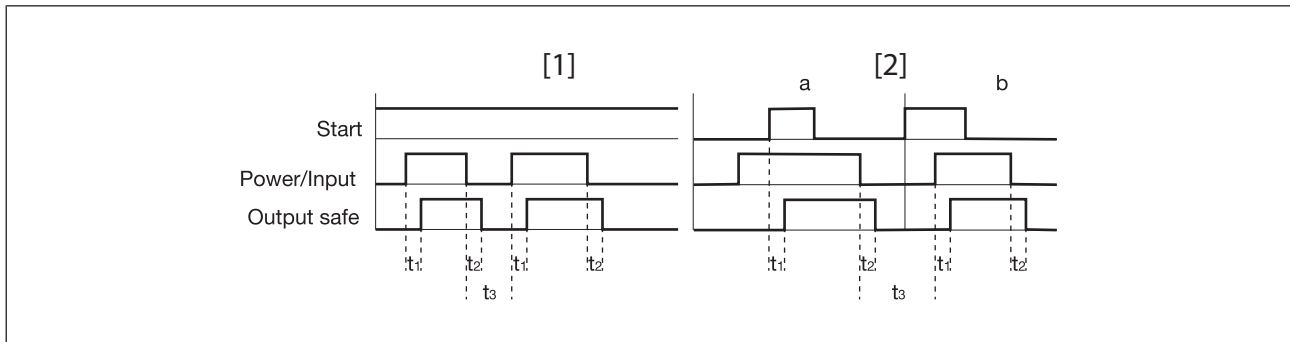 [1] [2]
a b
Start
Power/Input
Output safe
t1 t2 t1 t2 t1 t2 t1 t2
t3 t3